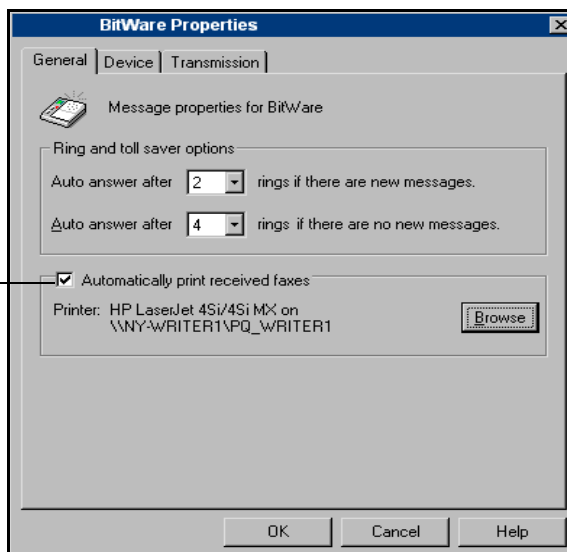 BitWare Properties
General Device Transmission
Message properties for BitWare
Ring and toll saver options
Auto answer after 2 rings if there are new messages.
Auto answer after 4 rings if there are no new messages.
Automatically print received faxes
Printer: HP LaserJet 4Si/4Si MX on
\\NY-WRITER1\PQ_WRITER1
Browse
OK Cancel Help